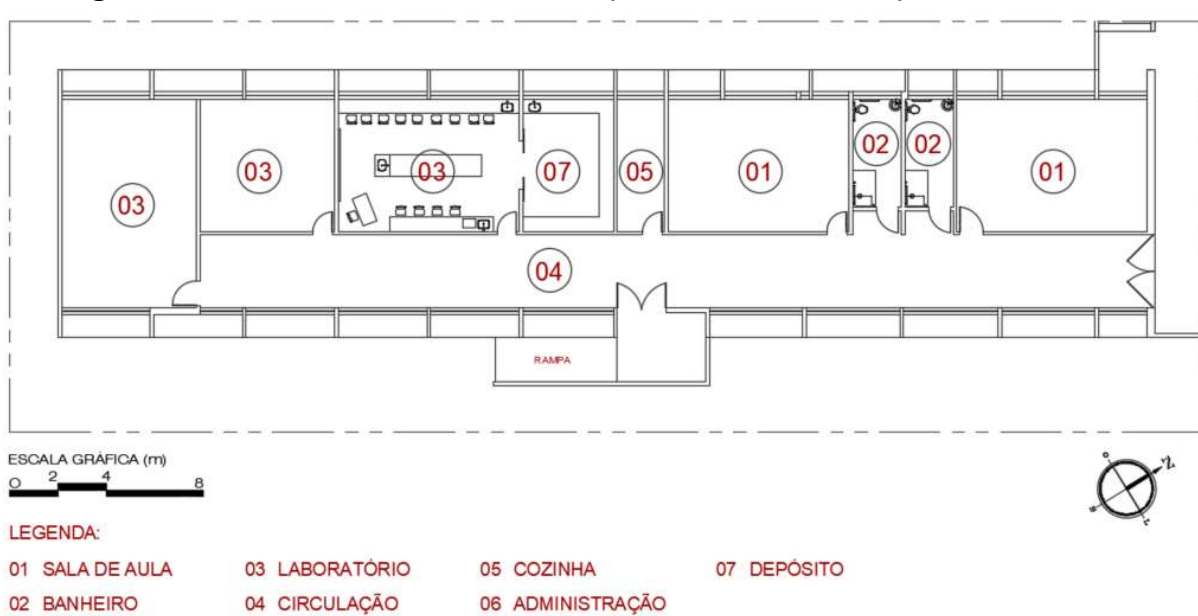 03
03
03
07
05
01
02
02
01
04
RAMPA
ESCALA GRÁFICA (m)
0 2 4 8
N
LEGENDA:
01 SALA DE AULA 03 LABORATÓRIO 05 COZINHA 07 DEPÓSITO
02 BANHEIRO 04 CIRCULAÇÃO 06 ADMINISTRAÇÃO